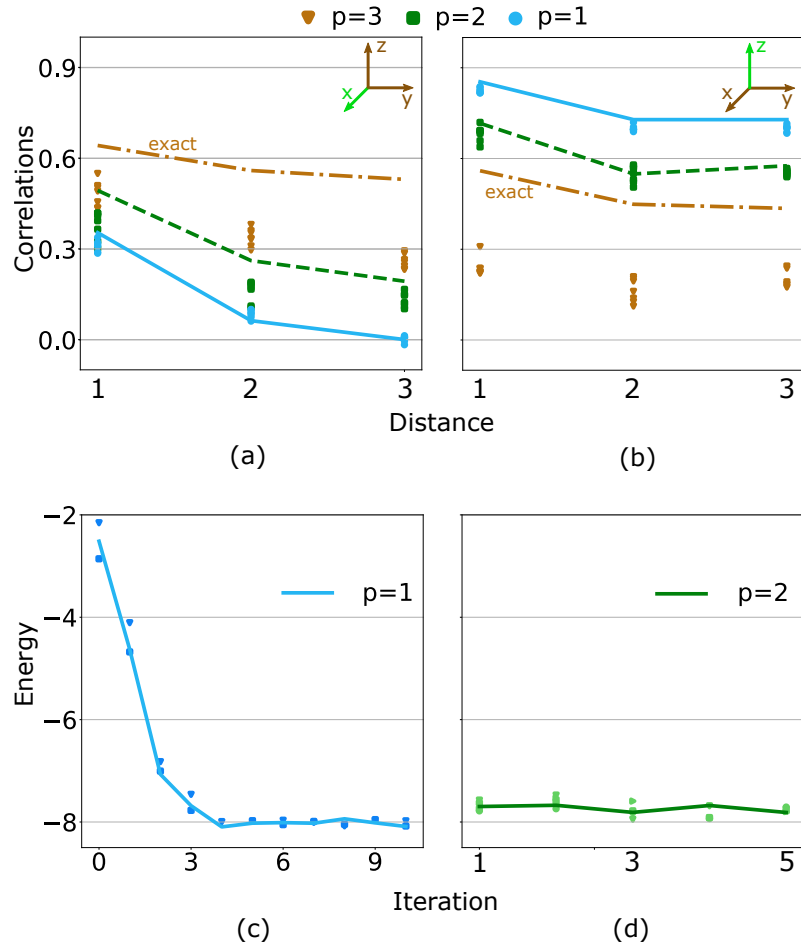 p=3 p=2 p=1
Correlations
0.9
0.6
0.3
0.0
z
x
y
exact
1 2 3
z
x
y
exact
1 2 3
Distance
(a) (b)
Energy
−2
−4
−6
−8
p=1
0 3 6 9
p=2
1 3 5
Iteration
(c) (d)